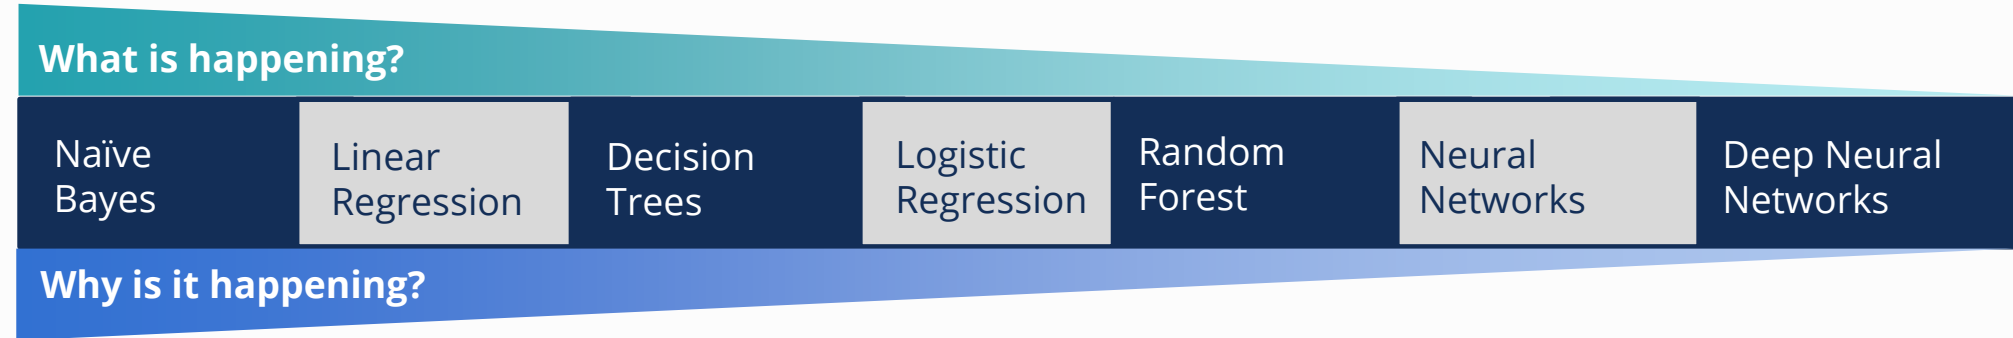 What is happening?
Naïve
Bayes
Linear
Regression
Decision
Trees
Logistic
Regression
Random
Forest
Neural
Networks
Deep Neural
Networks
Why is it happening?